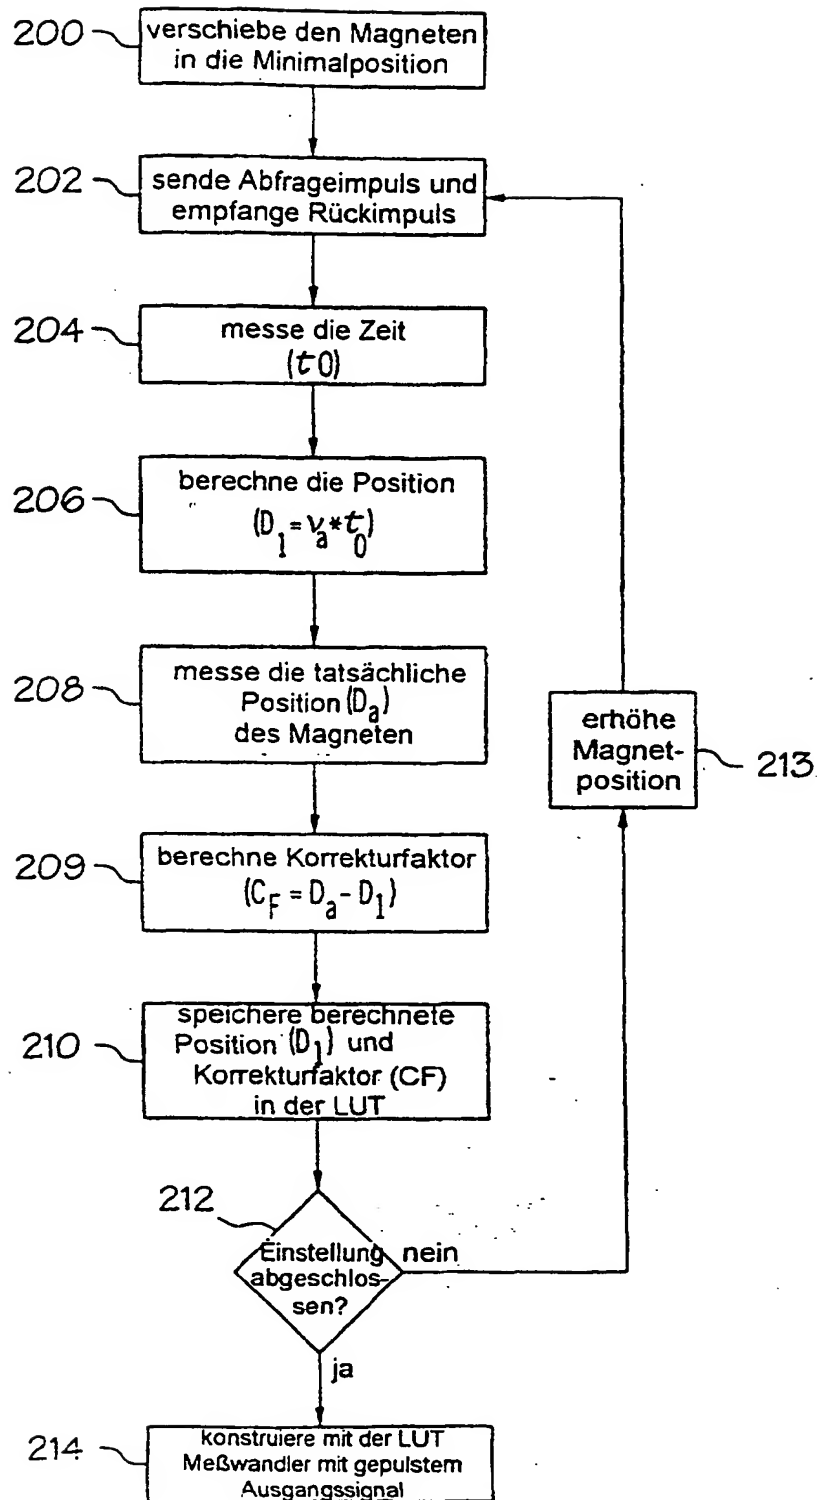 200
verschiebe den Magneten
in die Minimalposition
202
sende Abfrageimpuls und
empfange Rückimpuls
204
messe die Zeit
(t0)
206
berechne die Position
(D1 = va*t0)
208
messe die tatsächliche
Position (Da)
des Magneten
209
berechne Korrekturfaktor
(CF = Da - D1)
210
speichere berechnete
Position (D1) und
Korrekturfaktor (CF)
in der LUT
212
Einstellung
abgeschlos-
sen?
nein
erhöhe
Magnet-
position
213
ja
214
konstruiere mit der LUT
Meßwandler mit gepulstem
Ausgangssignal